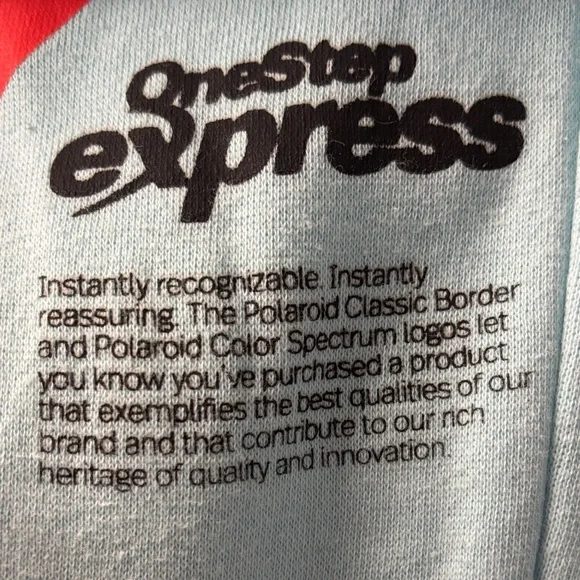 OneStep
express
Instantly recognizable. Instantly
reassuring. The Polaroid Classic Border
and Polaroid Color Spectrum logos let
you know you've purchased a product
that exemplifies the best qualities of our
brand and that contribute to our rich
heritage of quality and innovation.